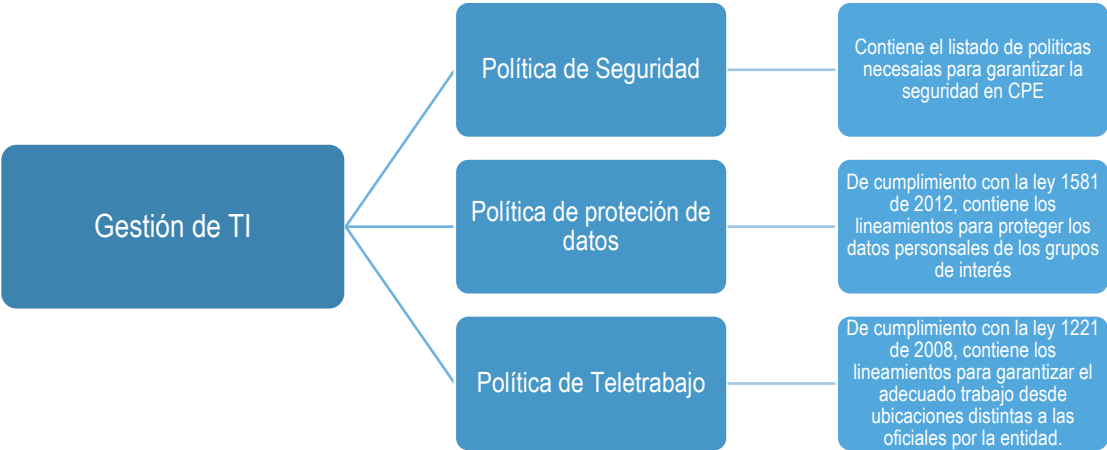 Gestión de TI
Política de Seguridad
Contiene el listado de politicas
necesaias para garantizar la
seguridad en CPE
Política de proteción de
datos
De cumplimiento con la ley 1581
de 2012, contiene los
lineamientos para proteger los
datos personsales de los grupos
de interés
Política de Teletrabajo
De cumplimiento con la ley 1221
de 2008, contiene los
lineamientos para garantizar el
adecuado trabajo desde
ubicaciones distintas a las
oficiales por la entidad.